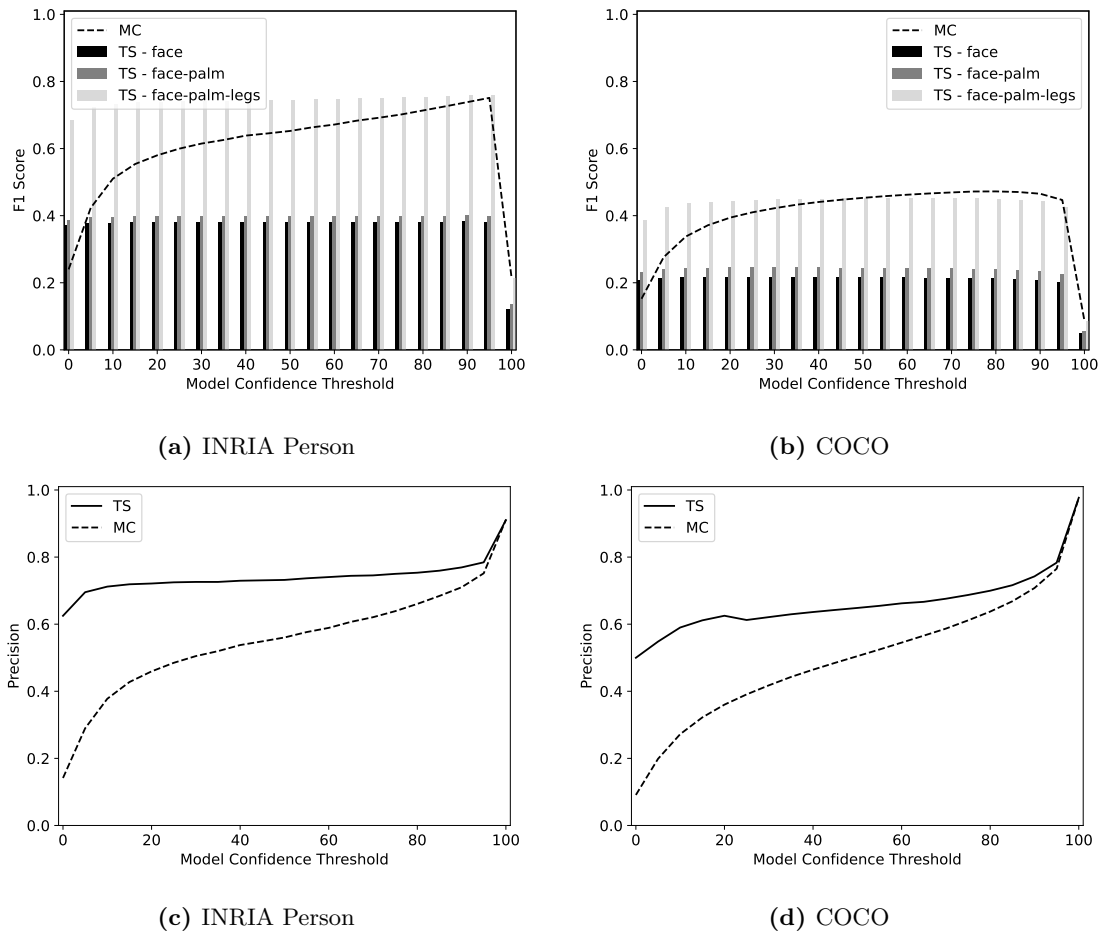 1.0
0.8
0.6
0.4
0.2
0.0
F1 Score
MC
TS - face
TS - face-palm
TS - face-palm-legs
0 10 20 30 40 50 60 70 80 90 100
Model Confidence Threshold
(a) INRIA Person
1.0
0.8
0.6
0.4
0.2
0.0
F1 Score
MC
TS - face
TS - face-palm
TS - face-palm-legs
0 10 20 30 40 50 60 70 80 90 100
Model Confidence Threshold
(b) COCO
1.0
0.8
0.6
0.4
0.2
0.0
Precision
TS
MC
0 20 40 60 80 100
Model Confidence Threshold
(c) INRIA Person
1.0
0.8
0.6
0.4
0.2
0.0
Precision
TS
MC
0 20 40 60 80 100
Model Confidence Threshold
(d) COCO